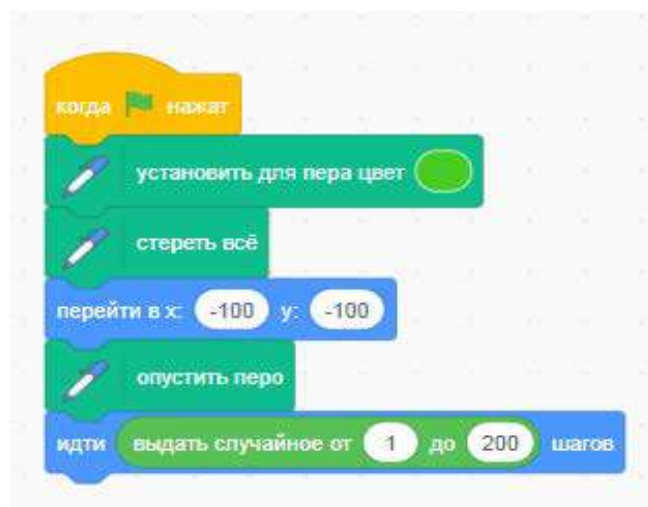 когда нажат
установить для пера цвет
стереть всё
перейти в x: -100 y: -100
опустить перо
идти выдать случайное от 1 до 200 шагов